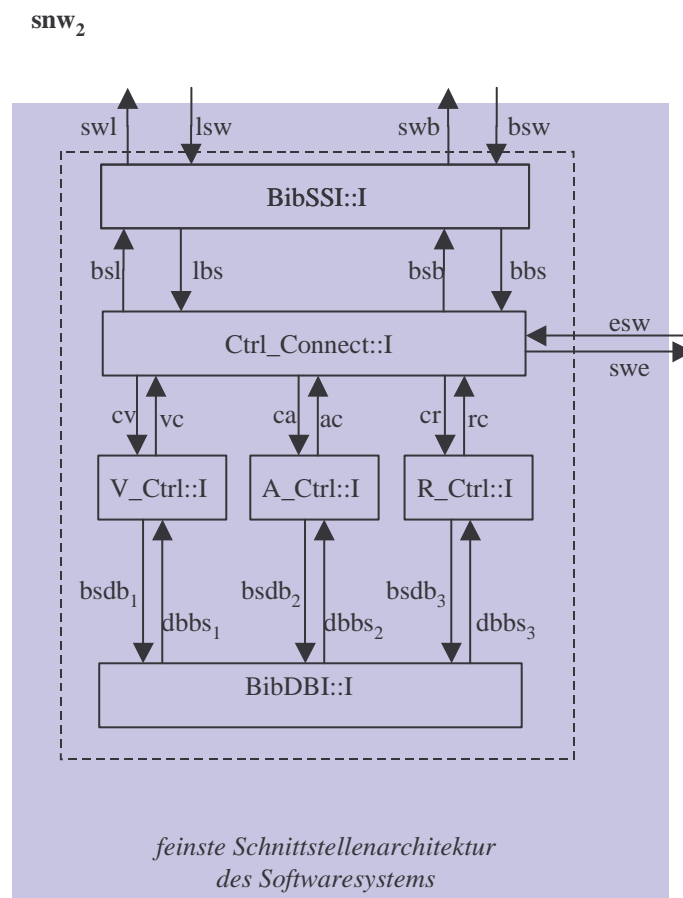 snw₂
swl lsw swb bsw
BibSSI::I
bsl lbs bsb bbs
esw
Ctrl_Connect::I
swe
cv vc ca ac cr rc
V_Ctrl::I A_Ctrl::I R_Ctrl::I
bsdb₁ bsdb₂ bsdb₃
dbbs₁ dbbs₂ dbbs₃
BibDBI::I
feinste Schnittstellenarchitektur
des Softwaresystems